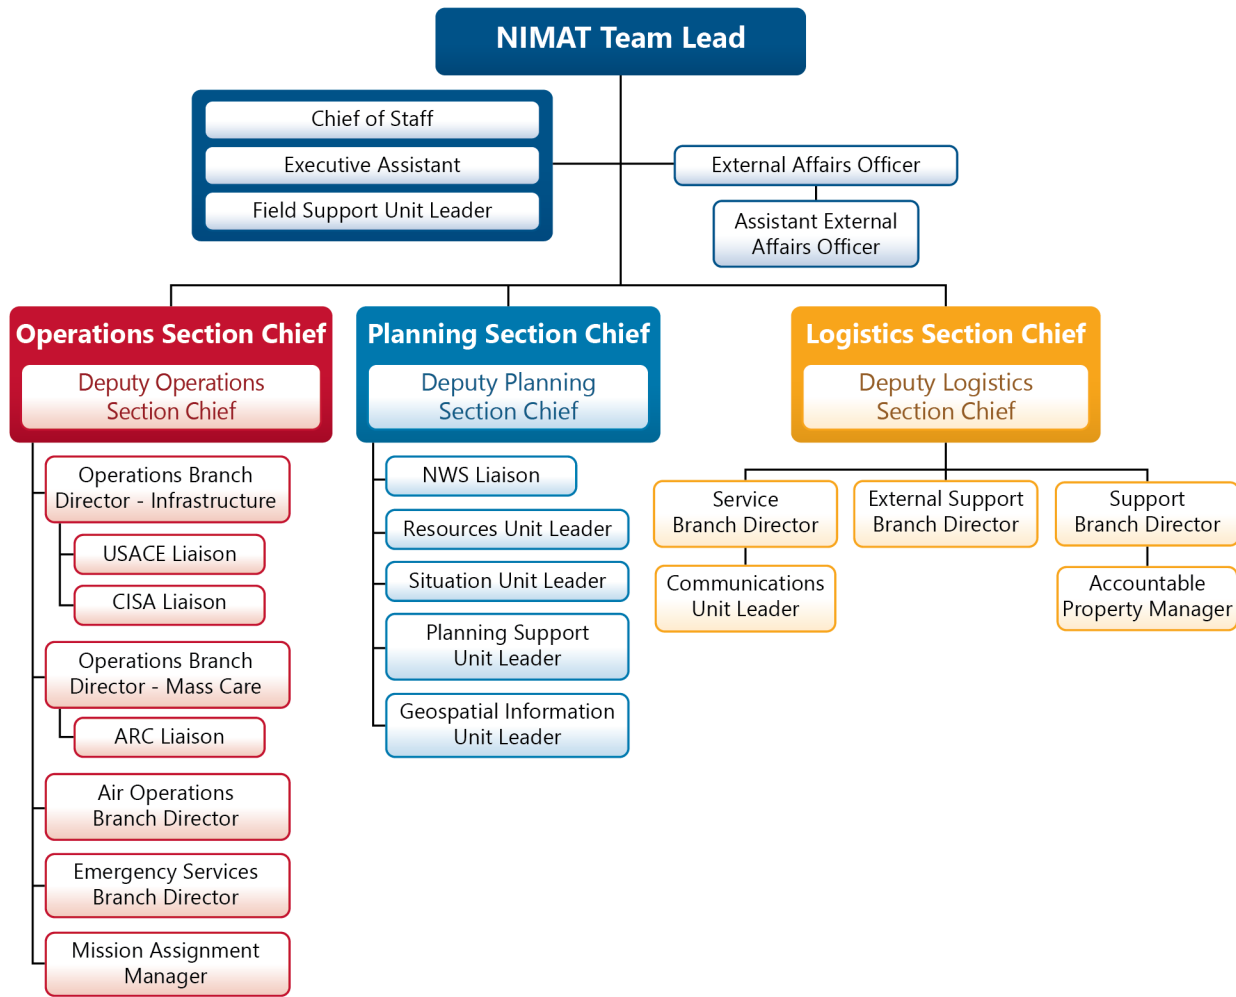 NIMAT Team Lead
Chief of Staff
Executive Assistant
Field Support Unit Leader
External Affairs Officer
Assistant External
Affairs Officer
Operations Section Chief
Deputy Operations
Section Chief
Operations Branch
Director - Infrastructure
USACE Liaison
CISA Liaison
Operations Branch
Director - Mass Care
ARC Liaison
Air Operations
Branch Director
Emergency Services
Branch Director
Mission Assignment
Manager
Planning Section Chief
Deputy Planning
Section Chief
NWS Liaison
Resources Unit Leader
Situation Unit Leader
Planning Support
Unit Leader
Geospatial Information
Unit Leader
Logistics Section Chief
Deputy Logistics
Section Chief
Service
Branch Director
Communications
Unit Leader
External Support
Branch Director
Support
Branch Director
Accountable
Property Manager